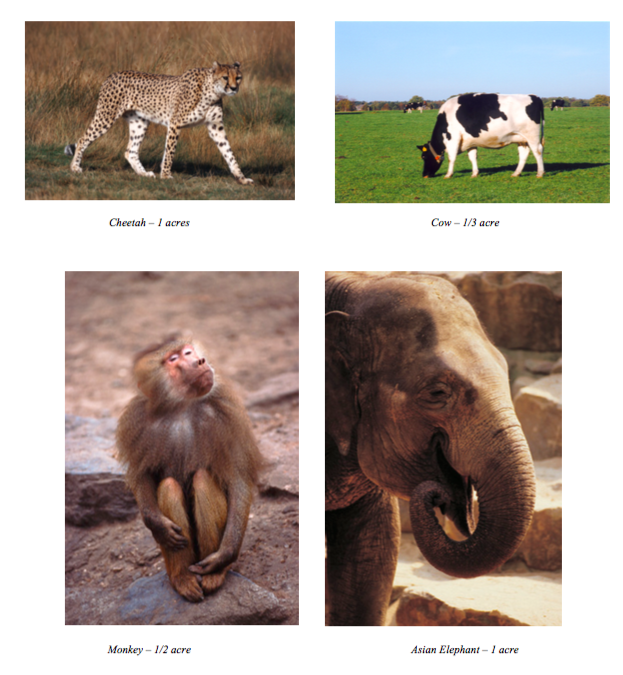 Cheetah – 1 acres
Cow – 1/3 acre
Monkey – 1/2 acre
Asian Elephant – 1 acre